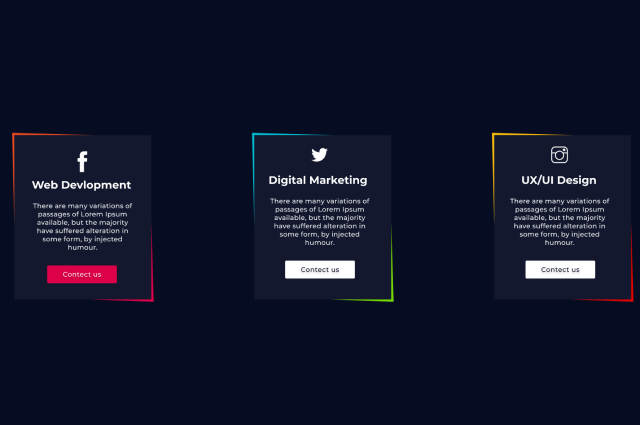 Web Devlopment
There are many variations of
passages of Lorem Ipsum
available, but the majority
have suffered alteration in
some form, by injected
humour.
Contect us
Digital Marketing
There are many variations of
passages of Lorem Ipsum
available, but the majority
have suffered alteration in
some form, by injected
humour.
Contect us
UX/UI Design
There are many variations of
passages of Lorem Ipsum
available, but the majority
have suffered alteration in
some form, by injected
humour.
Contect us